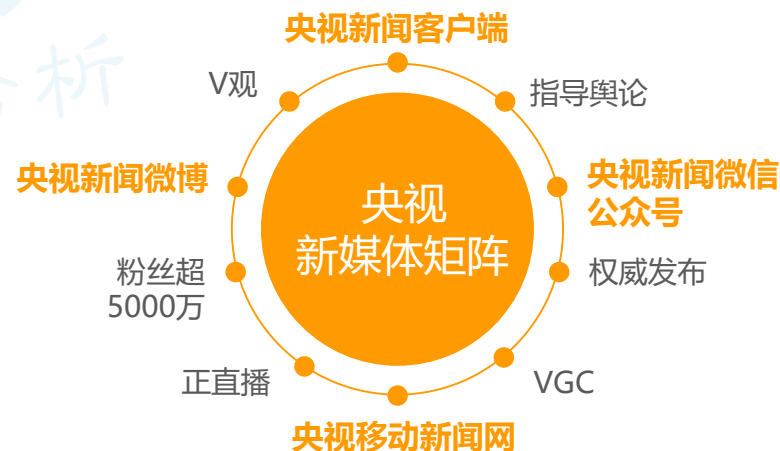 央视新闻客户端
V观
指导舆论
央视新闻微博
央视新闻微信
公众号
央视
新媒体矩阵
粉丝超
5000万
权威发布
正直播
VGC
央视移动新闻网
析